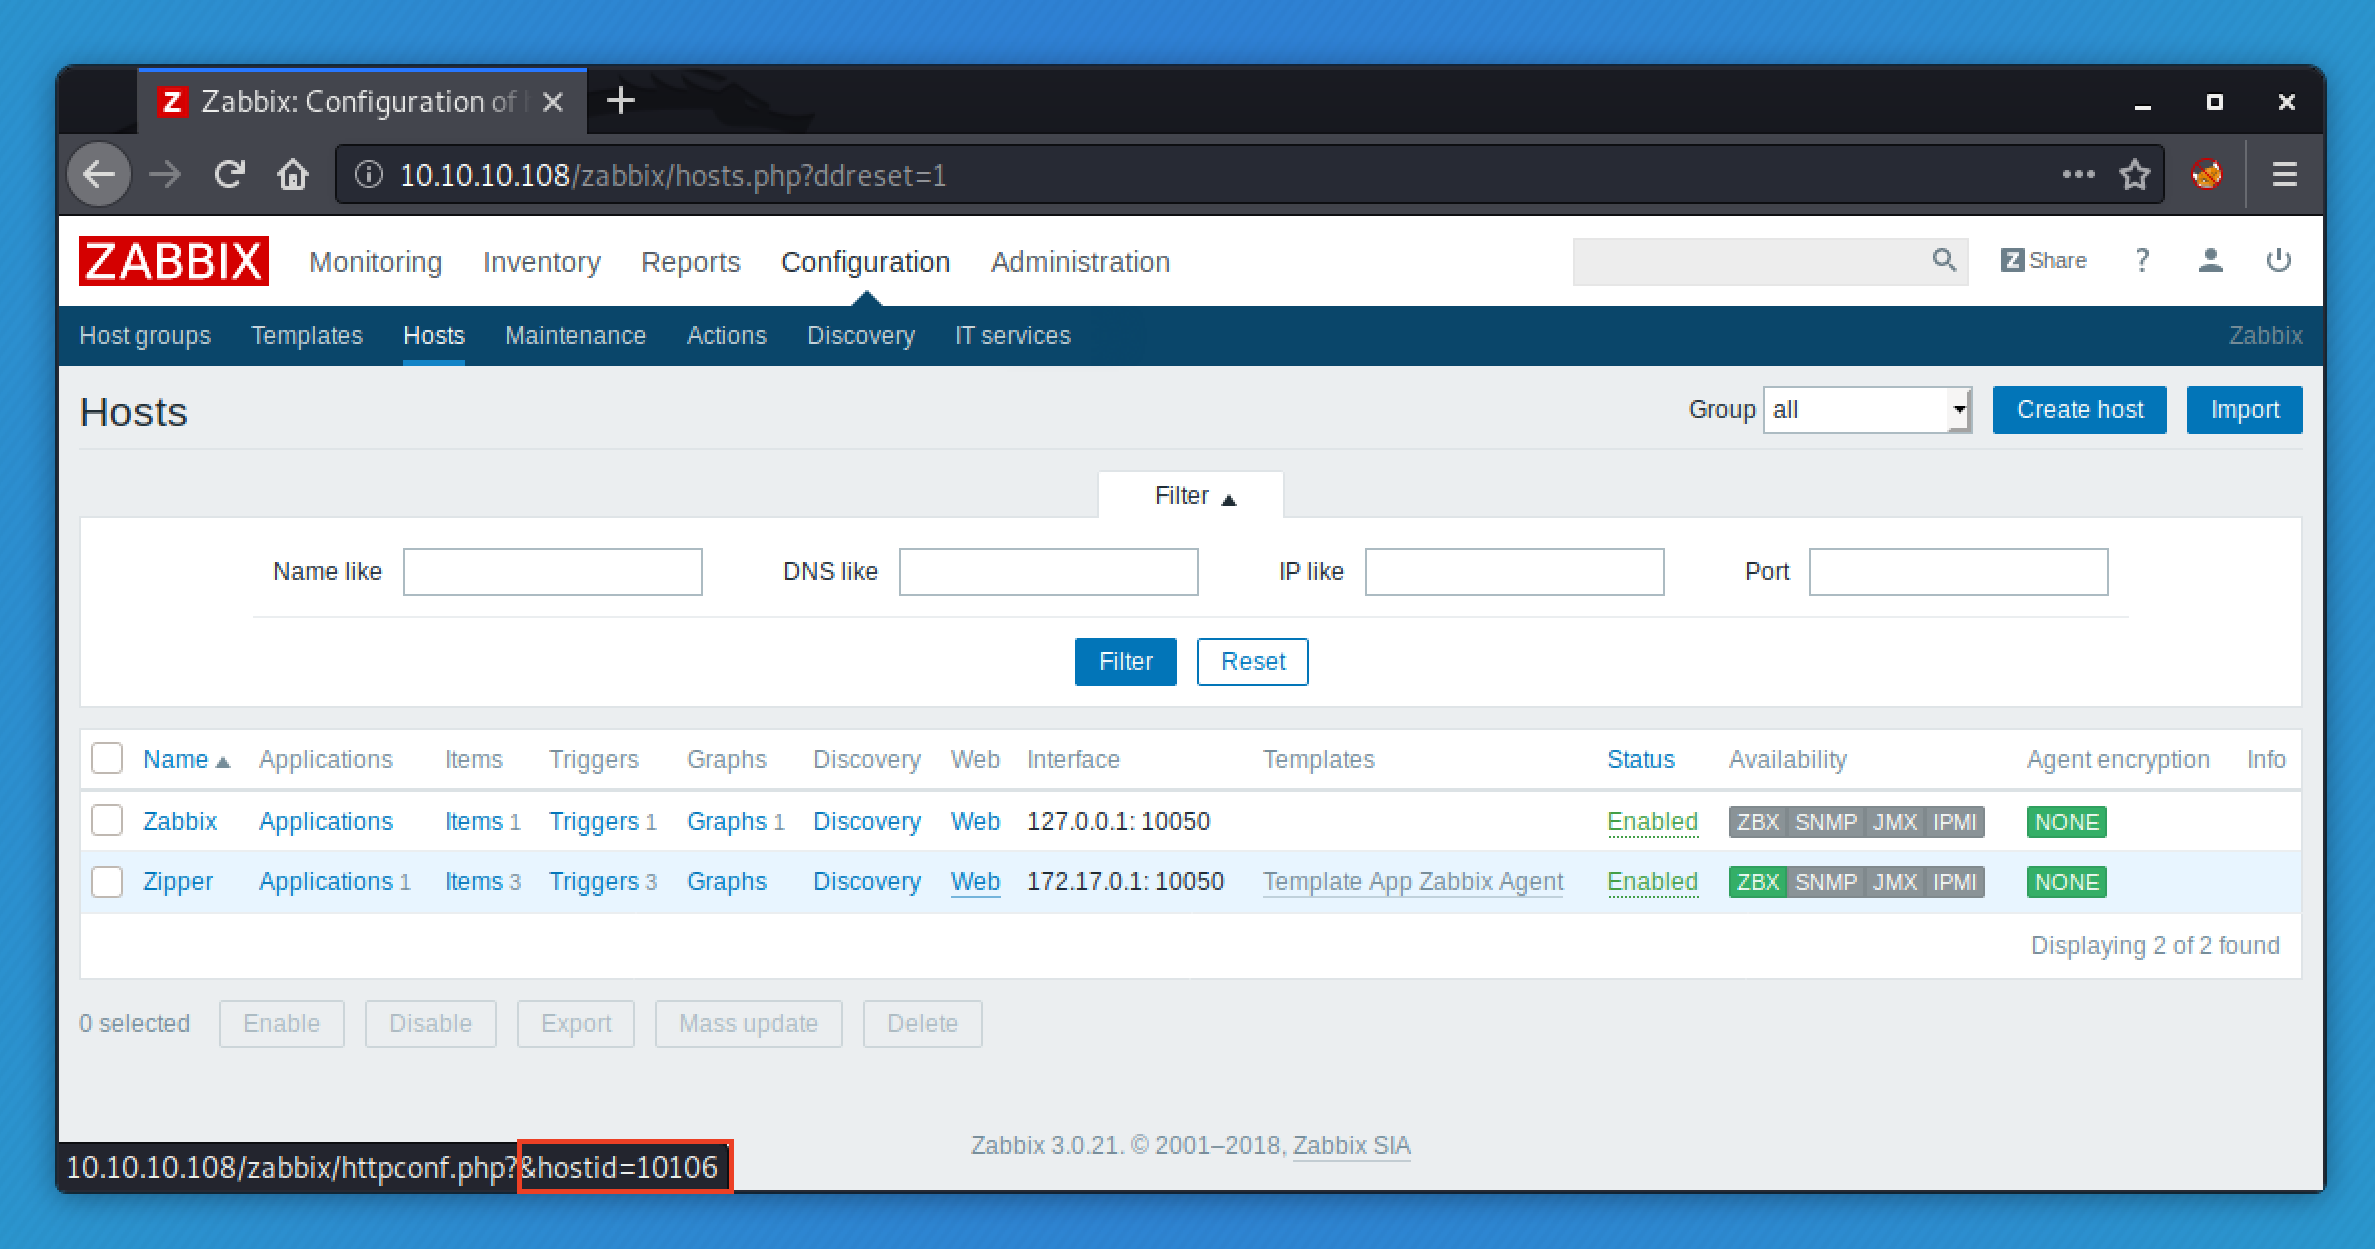 Zabbix: Configuration of
10.10.10.108/zabbix/hosts.php?ddreset=1
ZABBIX Monitoring Inventory Reports Configuration Administration Z Share ?
Host groups Templates Hosts Maintenance Actions Discovery IT services Zabbix
Hosts Group all Create host Import
Filter ▲
Name like DNS like IP like Port
Filter Reset
Name ▲ Applications Items Triggers Graphs Discovery Web Interface Templates Status Availability Agent encryption Info
Zabbix Applications Items 1 Triggers 1 Graphs 1 Discovery Web 127.0.0.1: 10050 Enabled ZBX SNMP JMX IPMI NONE
Zipper Applications 1 Items 3 Triggers 3 Graphs Discovery Web 172.17.0.1: 10050 Template App Zabbix Agent Enabled ZBX SNMP JMX IPMI NONE
Displaying 2 of 2 found
0 selected Enable Disable Export Mass update Delete
Zabbix 3.0.21. © 2001–2018, Zabbix SIA
10.10.10.108/zabbix/httpconf.php?&hostid=10106